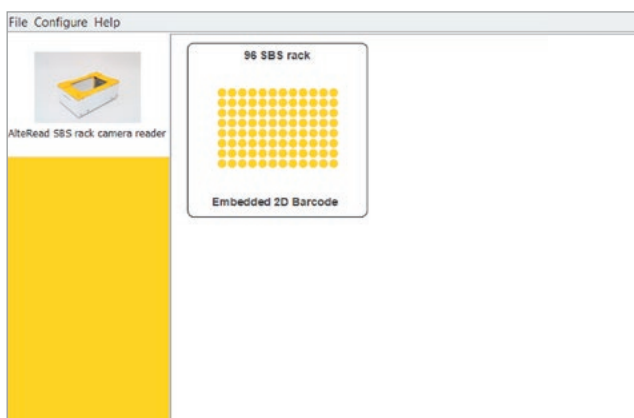 File Configure Help
96 SBS rack
AlteRead SBS rack camera reader
Embedded 2D Barcode